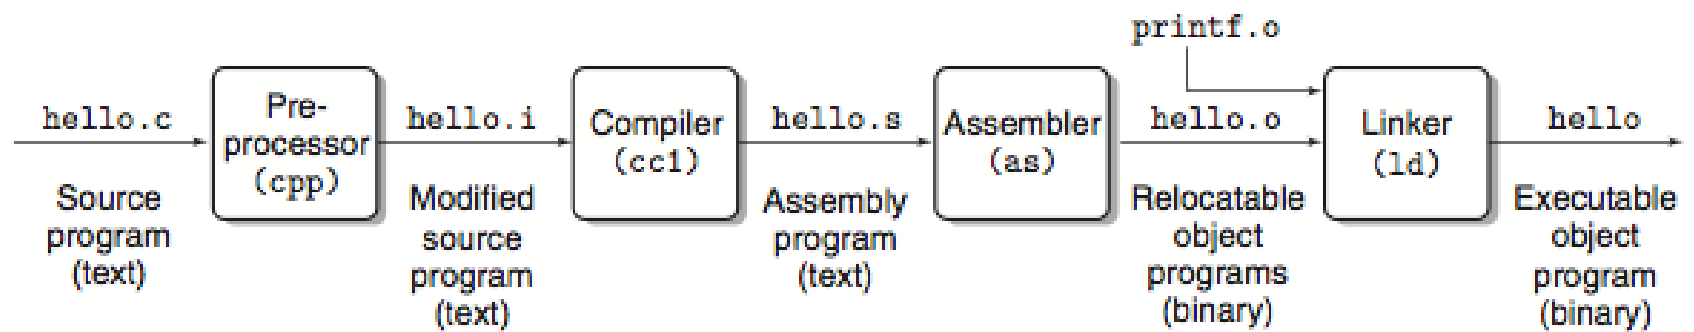 printf.o
hello.c
Pre-
processor
(cpp)
hello.i
Compiler
(cc1)
hello.s
Assembler
(as)
hello.o
Linker
(ld)
hello
Source
program
(text)
Modified
source
program
(text)
Assembly
program
(text)
Relocatable
object
programs
(binary)
Executable
object
program
(binary)